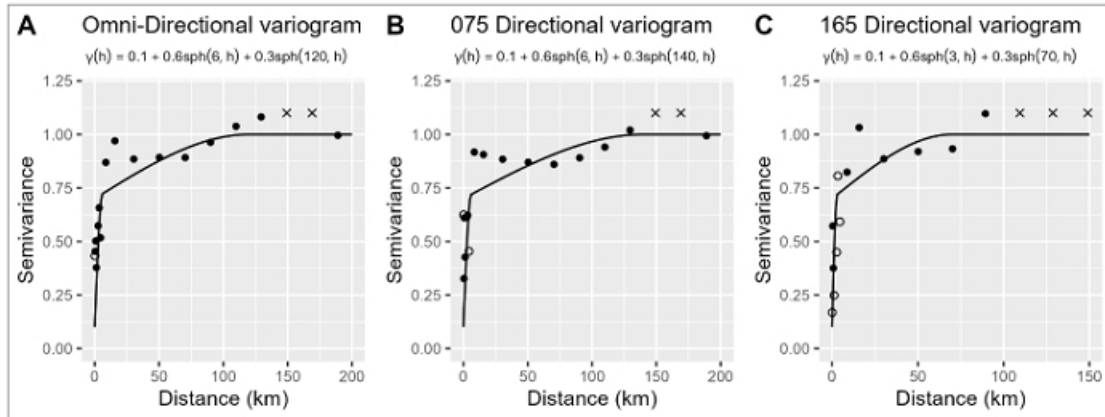 A Omni-Directional variogram
γ(h) = 0.1 + 0.6sph(6, h) + 0.3sph(120, h)
1.25
1.00
0.75
0.50
0.25
0.00
Semivariance
0 50 100 150 200
Distance (km)
B 075 Directional variogram
γ(h) = 0.1 + 0.6sph(6, h) + 0.3sph(140, h)
1.25
1.00
0.75
0.50
0.25
0.00
Semivariance
0 50 100 150 200
Distance (km)
C 165 Directional variogram
γ(h) = 0.1 + 0.6sph(3, h) + 0.3sph(70, h)
1.25
1.00
0.75
0.50
0.25
0.00
Semivariance
0 50 100 150
Distance (km)